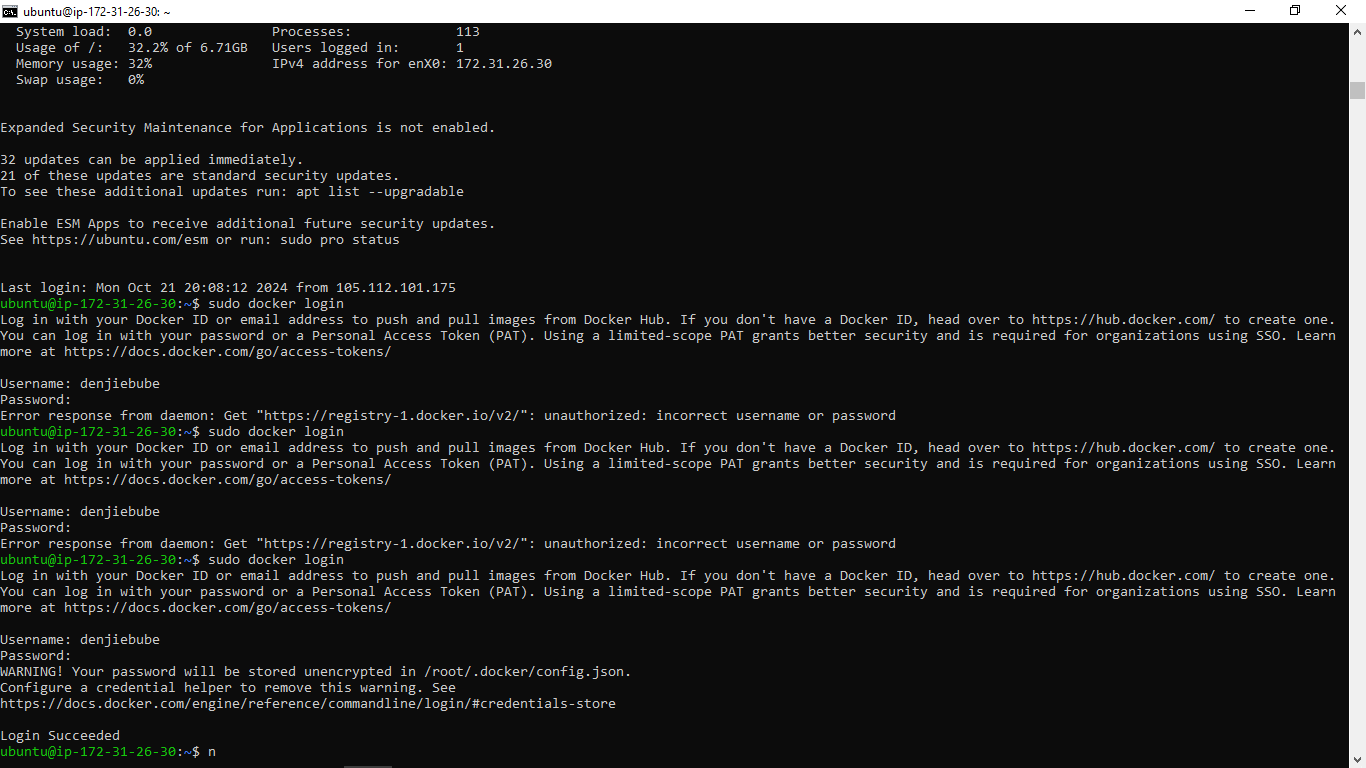 ubuntu@ip-172-31-26-30: ~
System load:  0.0                Processes:             113
Usage of /:   32.2% of 6.71GB   Users logged in:       1
Memory usage: 32%               IPv4 address for enX0: 172.31.26.30
Swap usage:   0%
Expanded Security Maintenance for Applications is not enabled.
32 updates can be applied immediately.
21 of these updates are standard security updates.
To see these additional updates run: apt list --upgradable
Enable ESM Apps to receive additional future security updates.
See https://ubuntu.com/esm or run: sudo pro status
Last login: Mon Oct 21 20:08:12 2024 from 105.112.101.175
ubuntu@ip-172-31-26-30:~$ sudo docker login
Log in with your Docker ID or email address to push and pull images from Docker Hub. If you don't have a Docker ID, head over to https://hub.docker.com/ to create one.
You can log in with your password or a Personal Access Token (PAT). Using a limited-scope PAT grants better security and is required for organizations using SSO. Learn
more at https://docs.docker.com/go/access-tokens/
Username: denjiebube
Password:
Error response from daemon: Get "https://registry-1.docker.io/v2/": unauthorized: incorrect username or password
ubuntu@ip-172-31-26-30:~$ sudo docker login
Log in with your Docker ID or email address to push and pull images from Docker Hub. If you don't have a Docker ID, head over to https://hub.docker.com/ to create one.
You can log in with your password or a Personal Access Token (PAT). Using a limited-scope PAT grants better security and is required for organizations using SSO. Learn
more at https://docs.docker.com/go/access-tokens/
Username: denjiebube
Password:
Error response from daemon: Get "https://registry-1.docker.io/v2/": unauthorized: incorrect username or password
ubuntu@ip-172-31-26-30:~$ sudo docker login
Log in with your Docker ID or email address to push and pull images from Docker Hub. If you don't have a Docker ID, head over to https://hub.docker.com/ to create one.
You can log in with your password or a Personal Access Token (PAT). Using a limited-scope PAT grants better security and is required for organizations using SSO. Learn
more at https://docs.docker.com/go/access-tokens/
Username: denjiebube
Password:
WARNING! Your password will be stored unencrypted in /root/.docker/config.json.
Configure a credential helper to remove this warning. See
https://docs.docker.com/engine/reference/commandline/login/#credentials-store
Login Succeeded
ubuntu@ip-172-31-26-30:~$ n